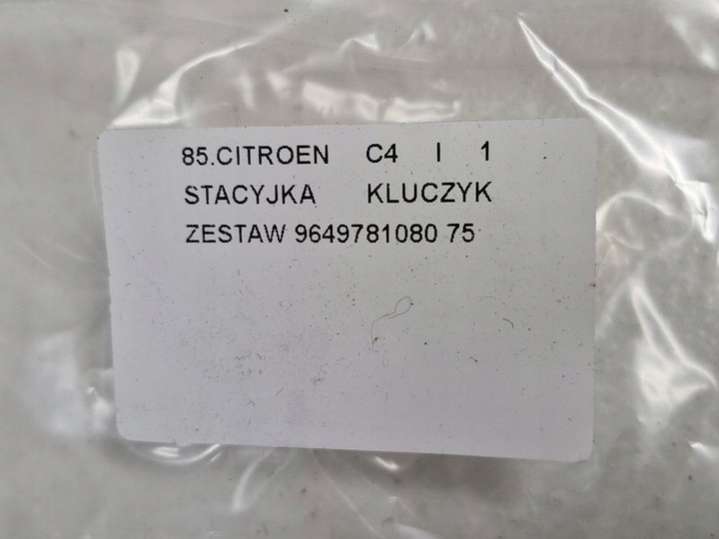 85.CITROEN C4 I 1
STACYJKA KLUCZYK
ZESTAW 9649781080 75